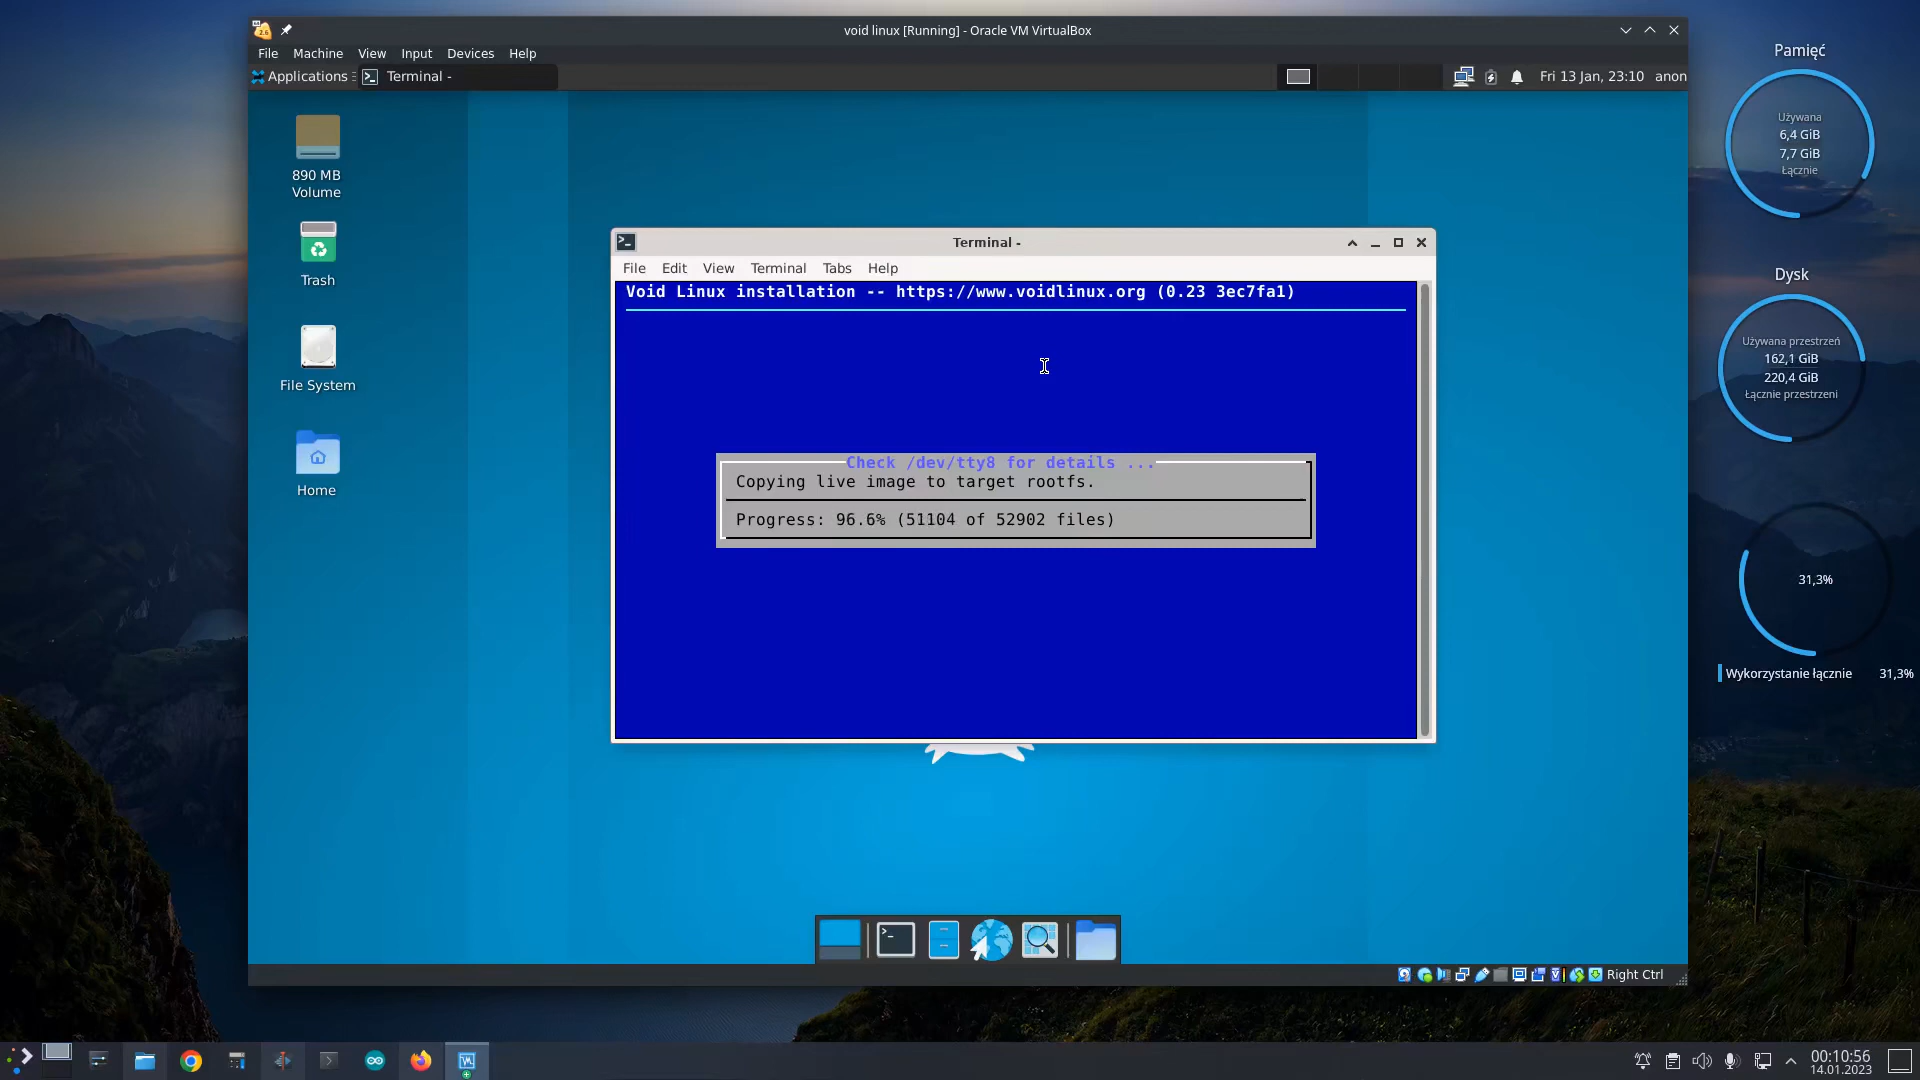 void linux [Running] - Oracle VM VirtualBox
File Machine View Input Devices Help
Applications Terminal - Fri 13 Jan, 23:10 anon
890 MB
Volume
Trash
File System
Home
Terminal -
File Edit View Terminal Tabs Help
Void Linux installation -- https://www.voidlinux.org (0.23 3ec7fa1)
Check /dev/tty8 for details ...
Copying live image to target rootfs.
Progress: 96.6% (51104 of 52902 files)
Right Ctrl
Pamięć
Używana
6,4 GiB
7,7 GiB
Łącznie
Dysk
Używana przestrzeń
162,1 GiB
220,4 GiB
Łącznie przestrzeni
31,3%
Wykorzystanie łącznie 31,3%
00:10:56
14.01.2023